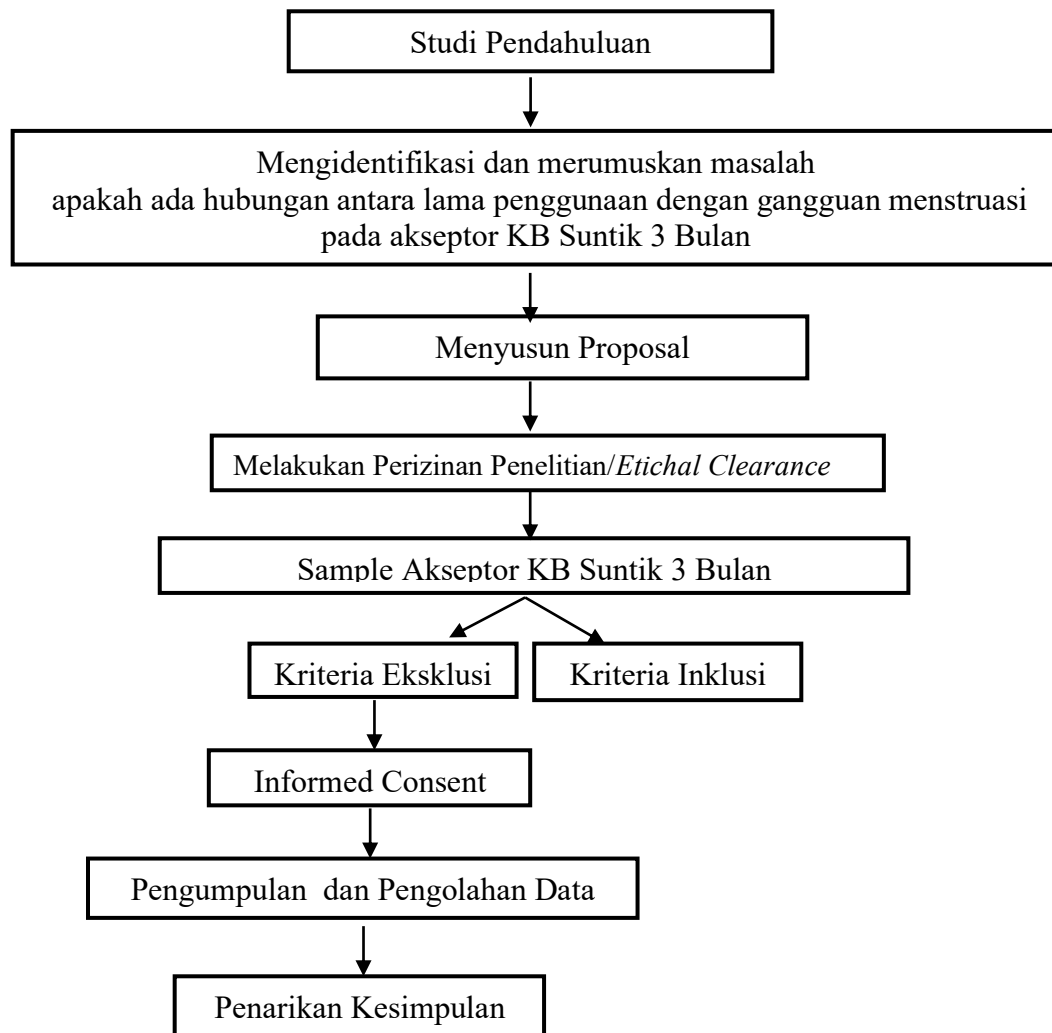 Studi Pendahuluan
Mengidentifikasi dan merumuskan masalah
apakah ada hubungan antara lama penggunaan dengan gangguan menstruasi
pada akseptor KB Suntik 3 Bulan
Menyusun Proposal
Melakukan Perizinan Penelitian/Etichal Clearance
Sample Akseptor KB Suntik 3 Bulan
Kriteria Eksklusi
Kriteria Inklusi
Informed Consent
Pengumpulan dan Pengolahan Data
Penarikan Kesimpulan